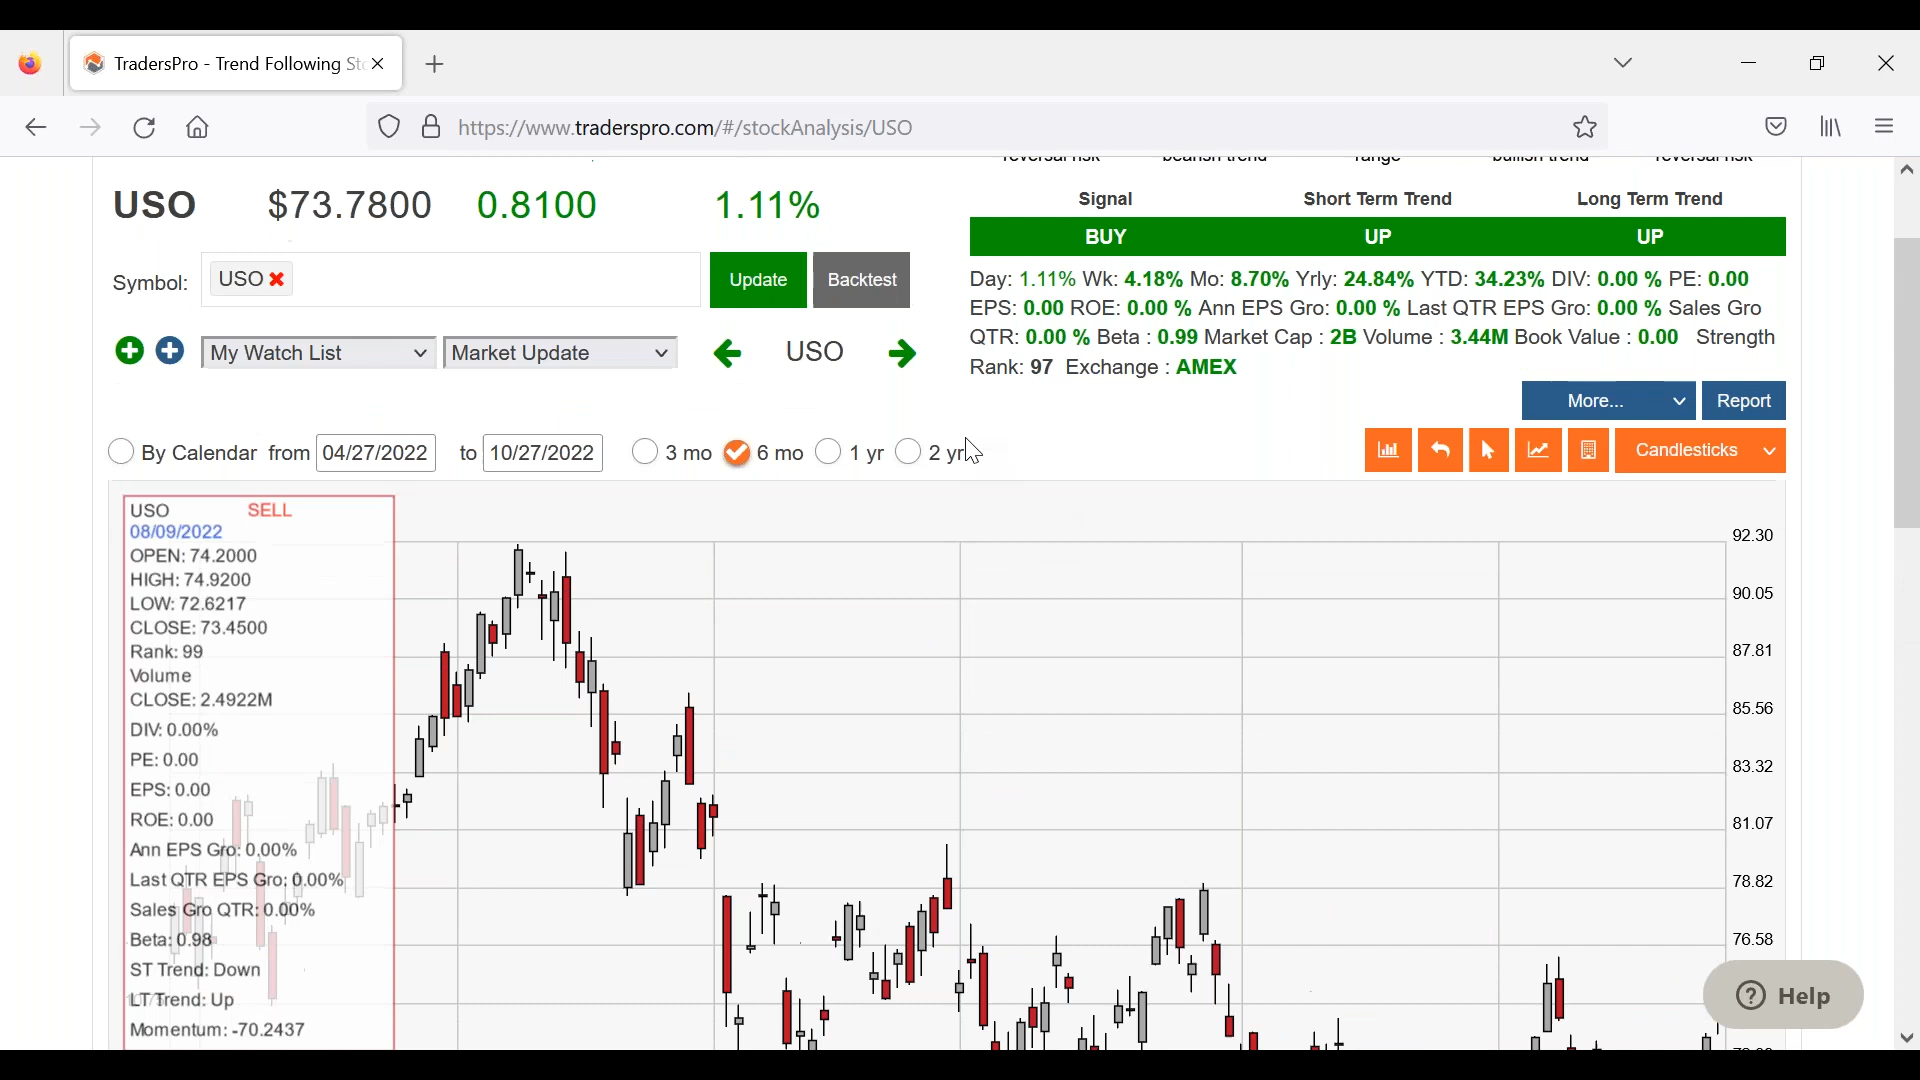 TradersPro - Trend Following Sto
https://www.traderspro.com/#/stockAnalysis/USO
reversal risk bearish trend range bullish trend reversal risk
USO $73.7800 0.8100 1.11%
Signal Short Term Trend Long Term Trend
BUY UP UP
Symbol: USO Update Backtest
Day: 1.11% Wk: 4.18% Mo: 8.70% Yrly: 24.84% YTD: 34.23% DIV: 0.00 % PE: 0.00
EPS: 0.00 ROE: 0.00 % Ann EPS Gro: 0.00 % Last QTR EPS Gro: 0.00 % Sales Gro
QTR: 0.00 % Beta : 0.99 Market Cap : 2B Volume : 3.44M Book Value : 0.00 Strength
Rank: 97 Exchange : AMEX
My Watch List Market Update USO
More... Report
By Calendar from 04/27/2022 to 10/27/2022 3 mo 6 mo 1 yr 2 yr
Candlesticks
USO SELL
08/09/2022
OPEN: 74.2000
HIGH: 74.9200
LOW: 72.6217
CLOSE: 73.4500
Rank: 99
Volume
CLOSE: 2.4922M
DIV: 0.00%
PE: 0.00
EPS: 0.00
ROE: 0.00
Ann EPS Gro: 0.00%
Last QTR EPS Gro: 0.00%
Sales Gro QTR: 0.00%
Beta: 0.98
ST Trend: Down
LT Trend: Up
Momentum: -70.2437
92.30
90.05
87.81
85.56
83.32
81.07
78.82
76.58
Help